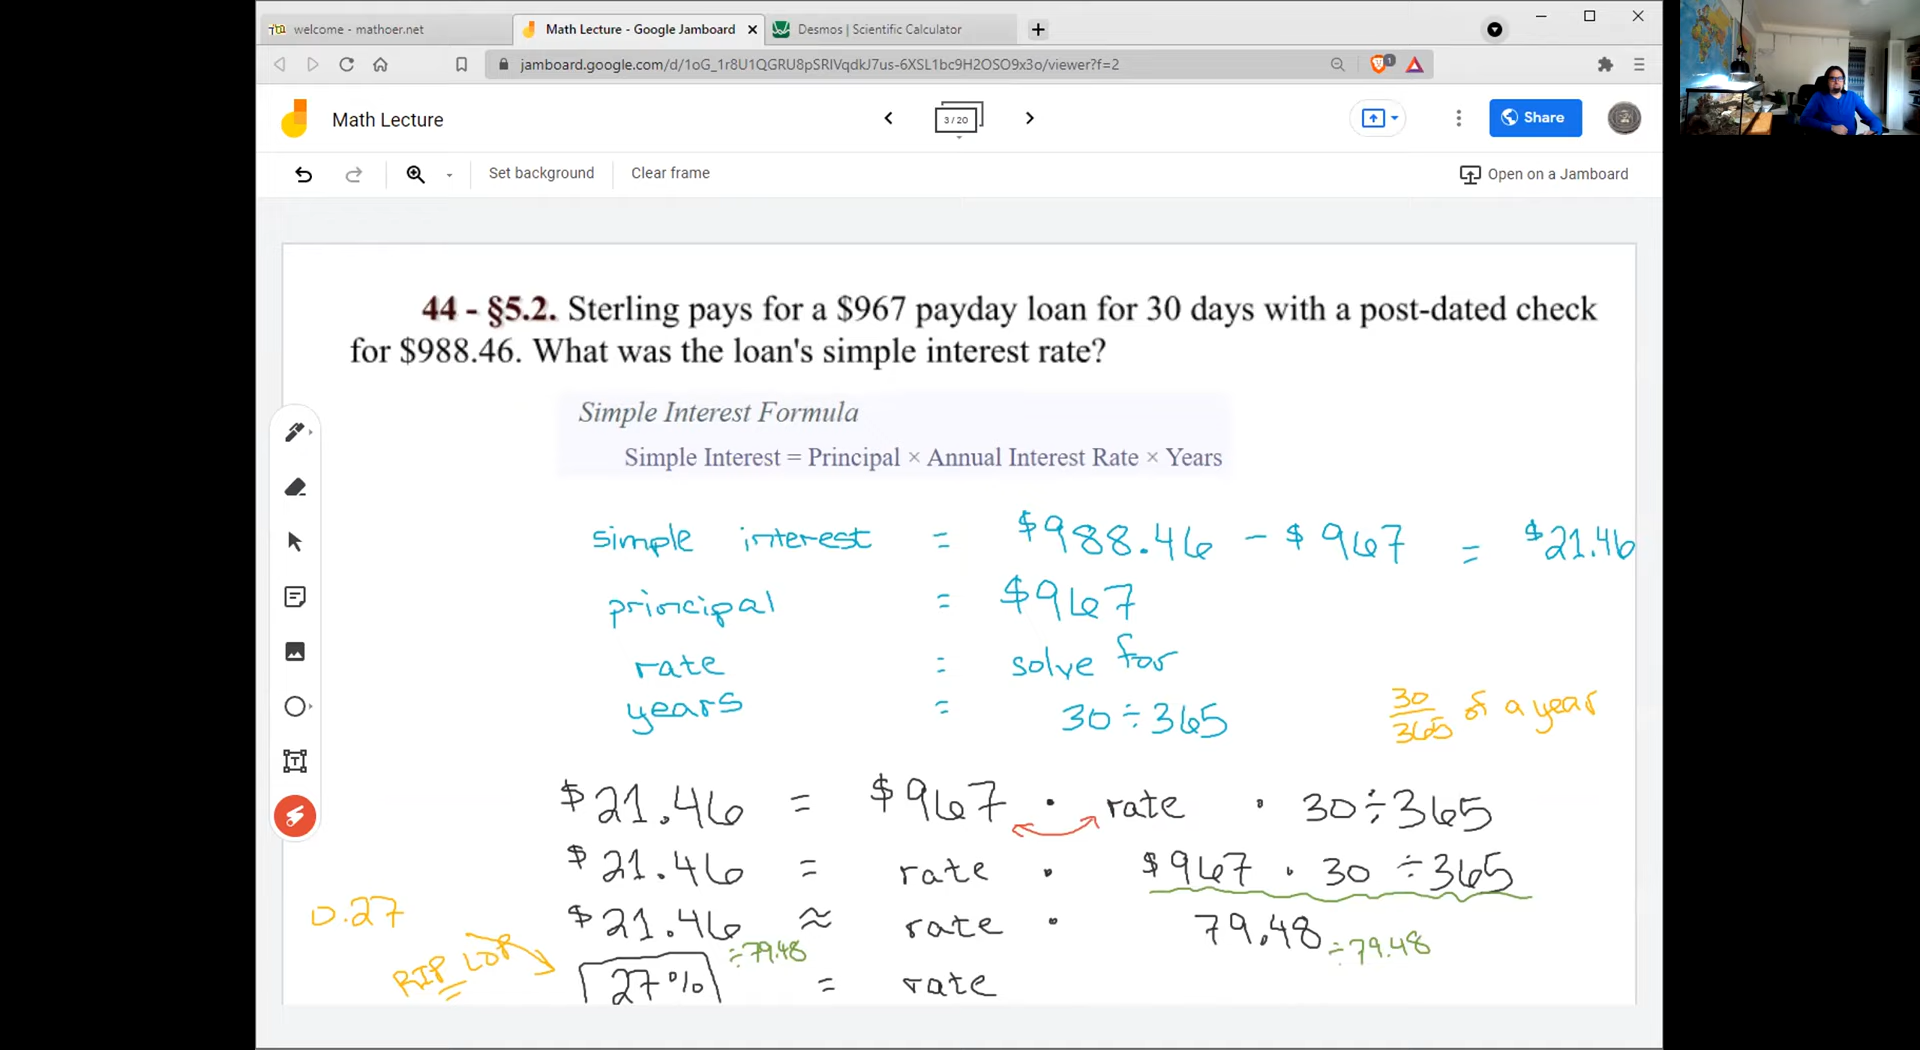 welcome - mathoer.net
Math Lecture - Google Jamboard
Desmos | Scientific Calculator
jamboard.google.com/d/1oG_1r8U1QGRU8pSRIVqdkJ7us-6XSL1bc9H2OSO9x3o/viewer?f=2
1
Math Lecture
3 / 20
Share
Set background
Clear frame
Open on a Jamboard
44 - §5.2. Sterling pays for a $967 payday loan for 30 days with a post-dated check
for $988.46. What was the loan's simple interest rate?
Simple Interest Formula
Simple Interest = Principal × Annual Interest Rate × Years
simple interest = $988.46 - $967 = $21.46
principal = $967
rate = solve for
years = 30 ÷ 365
30/365 of a year
$21.46 = $967 · rate · 30 ÷ 365
$21.46 = rate · $967 · 30 ÷ 365
0.27
$21.46 ≈ rate · 79.48
÷79.48 ÷79.48
RIP LOP
27% = rate